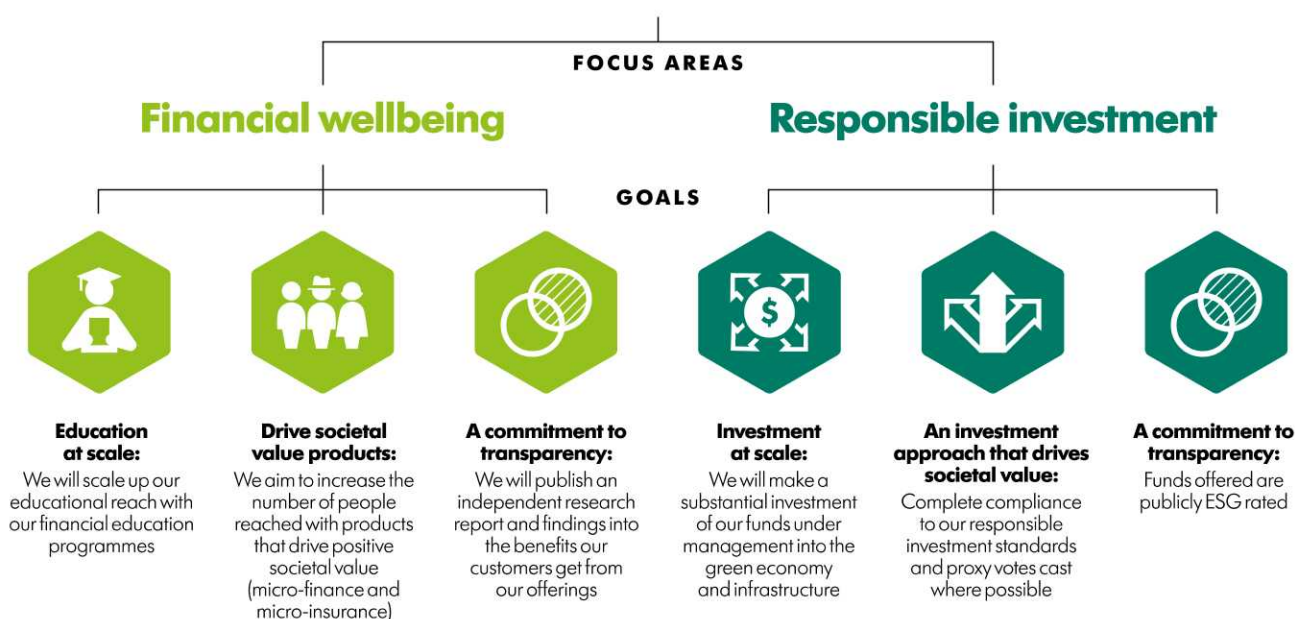 FOCUS AREAS
Financial wellbeing
Responsible investment
GOALS
Education
at scale:
We will scale up our
educational reach with
our financial education
programmes
Drive societal
value products:
We aim to increase the
number of people
reached with products
that drive positive
societal value
(micro-finance and
micro-insurance)
A commitment to
transparency:
We will publish an
independent research
report and findings into
the benefits our
customers get from
our offerings
$
Investment
at scale:
We will make a
substantial investment
of our funds under
management into the
green economy
and infrastructure
An investment
approach that drives
societal value:
Complete compliance
to our responsible
investment standards
and proxy votes cast
where possible
A commitment to
transparency:
Funds offered are
publicly ESG rated